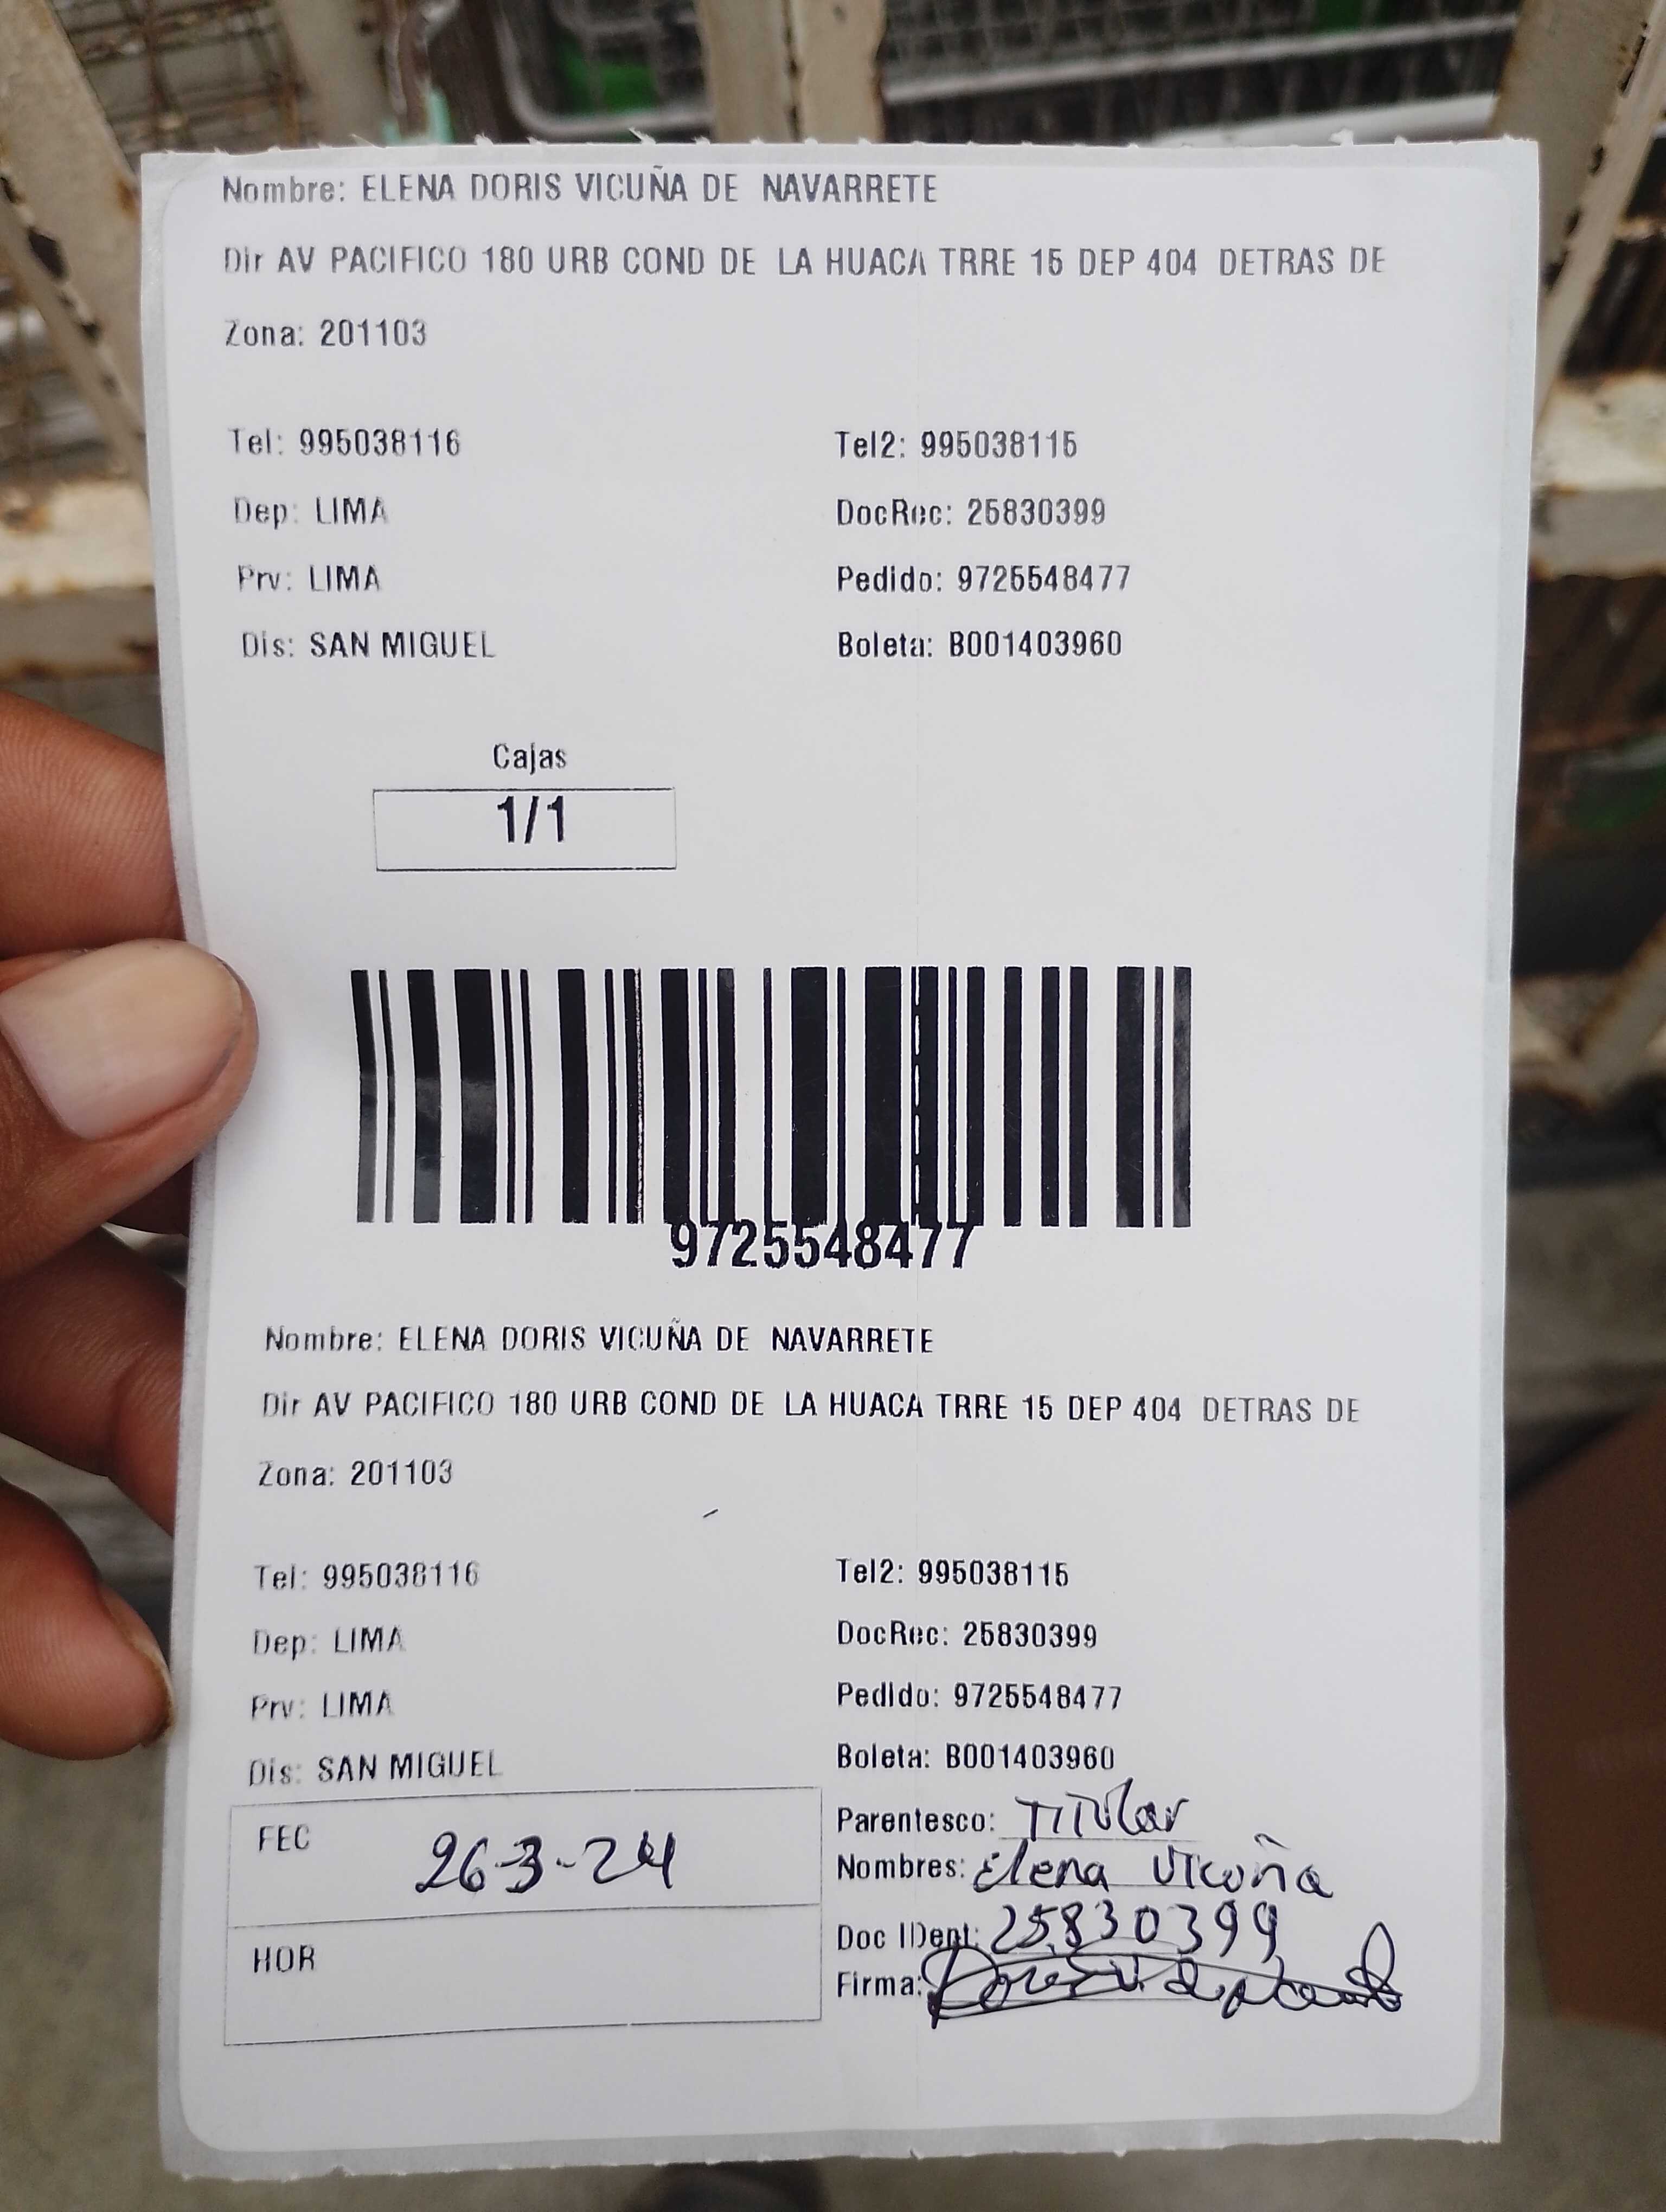 Nombre: ELENA DORIS VICUÑA DE NAVARRETE
Dir AV PACIFICO 180 URB COND DE LA HUACA TRRE 15 DEP 404 DETRAS DE
Zona: 201103
Tel: 995038116 Tel2: 995038115
Dep: LIMA DocRec: 25830399
Prv: LIMA Pedido: 9725548477
Dis: SAN MIGUEL Boleta: B001403960
Cajas
1/1
9725548477
Nombre: ELENA DORIS VICUÑA DE NAVARRETE
Dir AV PACIFICO 180 URB COND DE LA HUACA TRRE 15 DEP 404 DETRAS DE
Zona: 201103
Tel: 995038116 Tel2: 995038115
Dep: LIMA DocRec: 25830399
Prv: LIMA Pedido: 9725548477
Dis: SAN MIGUEL Boleta: B001403960
FEC 26-3-24
HOR
Parentesco: TITULar
Nombres: Elena Vicuña
Doc IDent: 25830399
Firma: